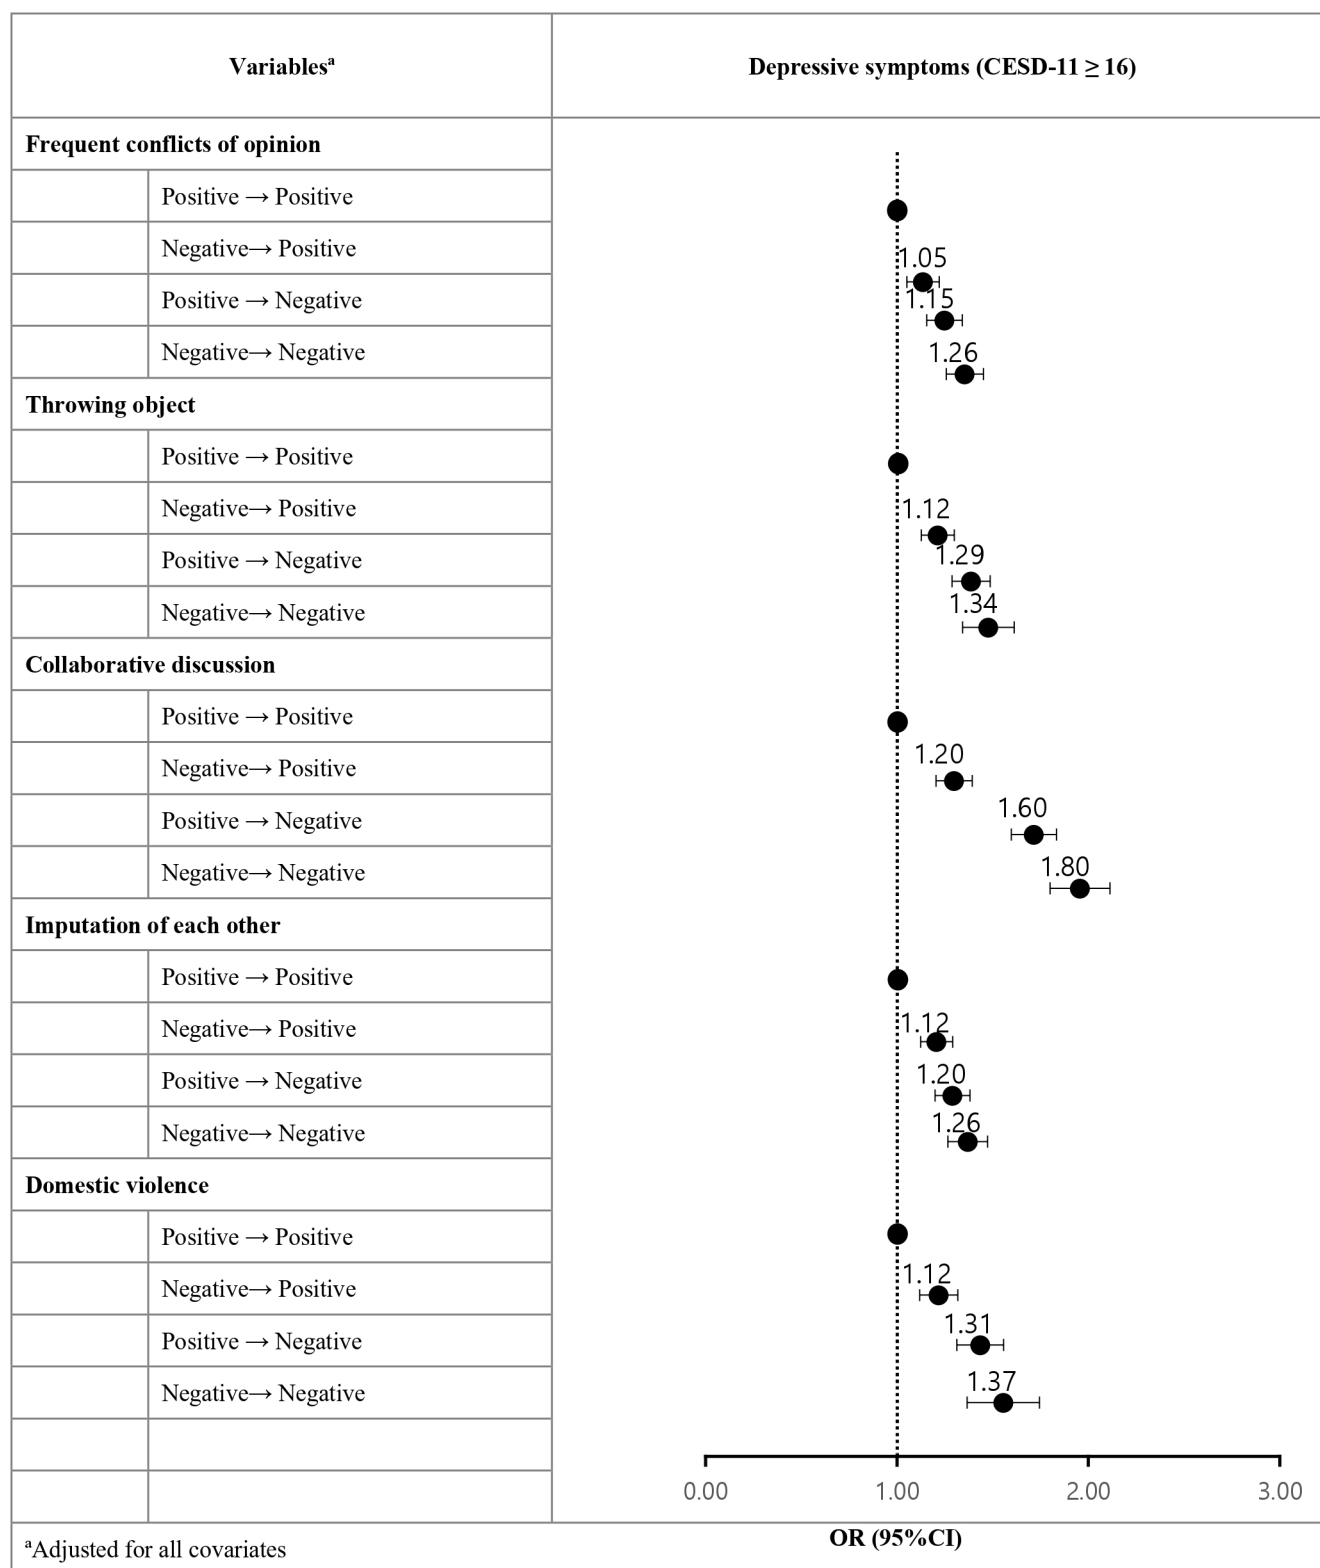 Variablesª
Depressive symptoms (CESD-11 ≥ 16)
Frequent conflicts of opinion
Positive → Positive
Negative→ Positive
1.05
Positive → Negative
1.15
Negative→ Negative
1.26
Throwing object
Positive → Positive
Negative→ Positive
1.12
Positive → Negative
1.29
Negative→ Negative
1.34
Collaborative discussion
Positive → Positive
Negative→ Positive
1.20
Positive → Negative
1.60
Negative→ Negative
1.80
Imputation of each other
Positive → Positive
Negative→ Positive
1.12
Positive → Negative
1.20
Negative→ Negative
1.26
Domestic violence
Positive → Positive
Negative→ Positive
1.12
Positive → Negative
1.31
Negative→ Negative
1.37
0.00 1.00 2.00 3.00
OR (95%CI)
ªAdjusted for all covariates